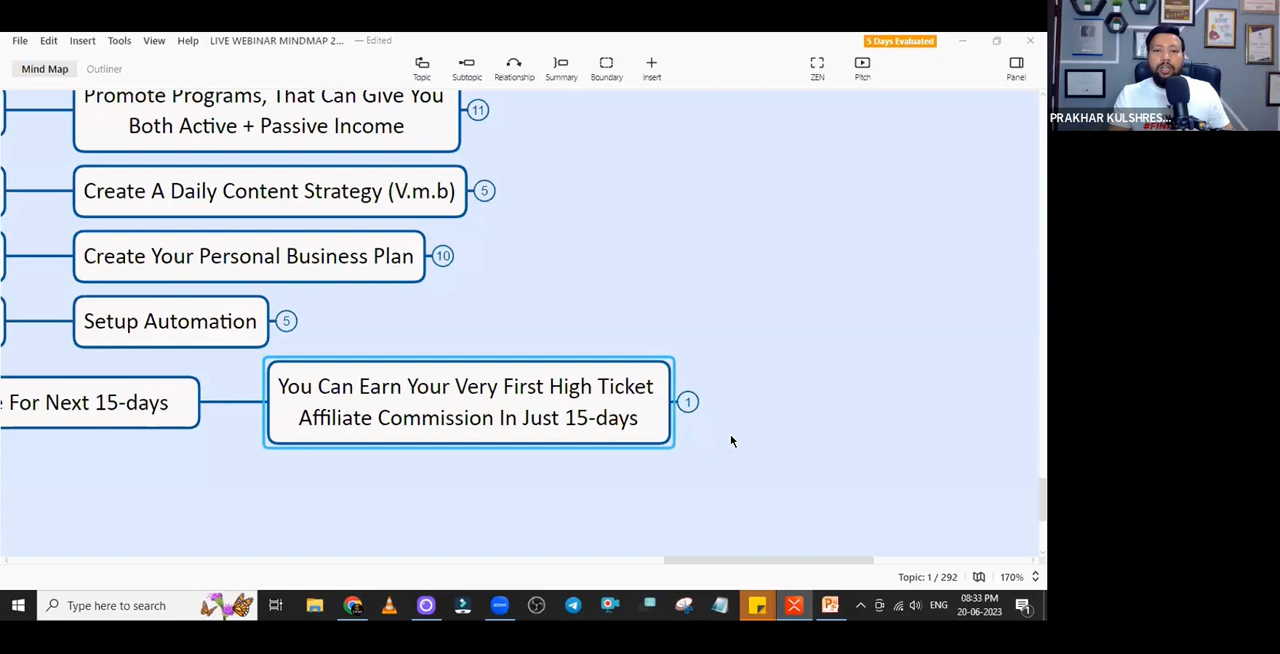 File Edit Insert Tools View Help LIVE WEBINAR MINDMAP 2... — Edited
5 Days Evaluated
Mind Map Outliner
Topic Subtopic Relationship Summary Boundary Insert ZEN Pitch Panel
Promote Programs, That Can Give You
Both Active + Passive Income
11
Create A Daily Content Strategy (V.m.b)
5
Create Your Personal Business Plan
10
Setup Automation
5
For Next 15-days
You Can Earn Your Very First High Ticket
Affiliate Commission In Just 15-days
1
PRAKHAR KULSHRES...
Topic: 1 / 292
170%
Type here to search
zoom
ENG
08:33 PM
20-06-2023
1